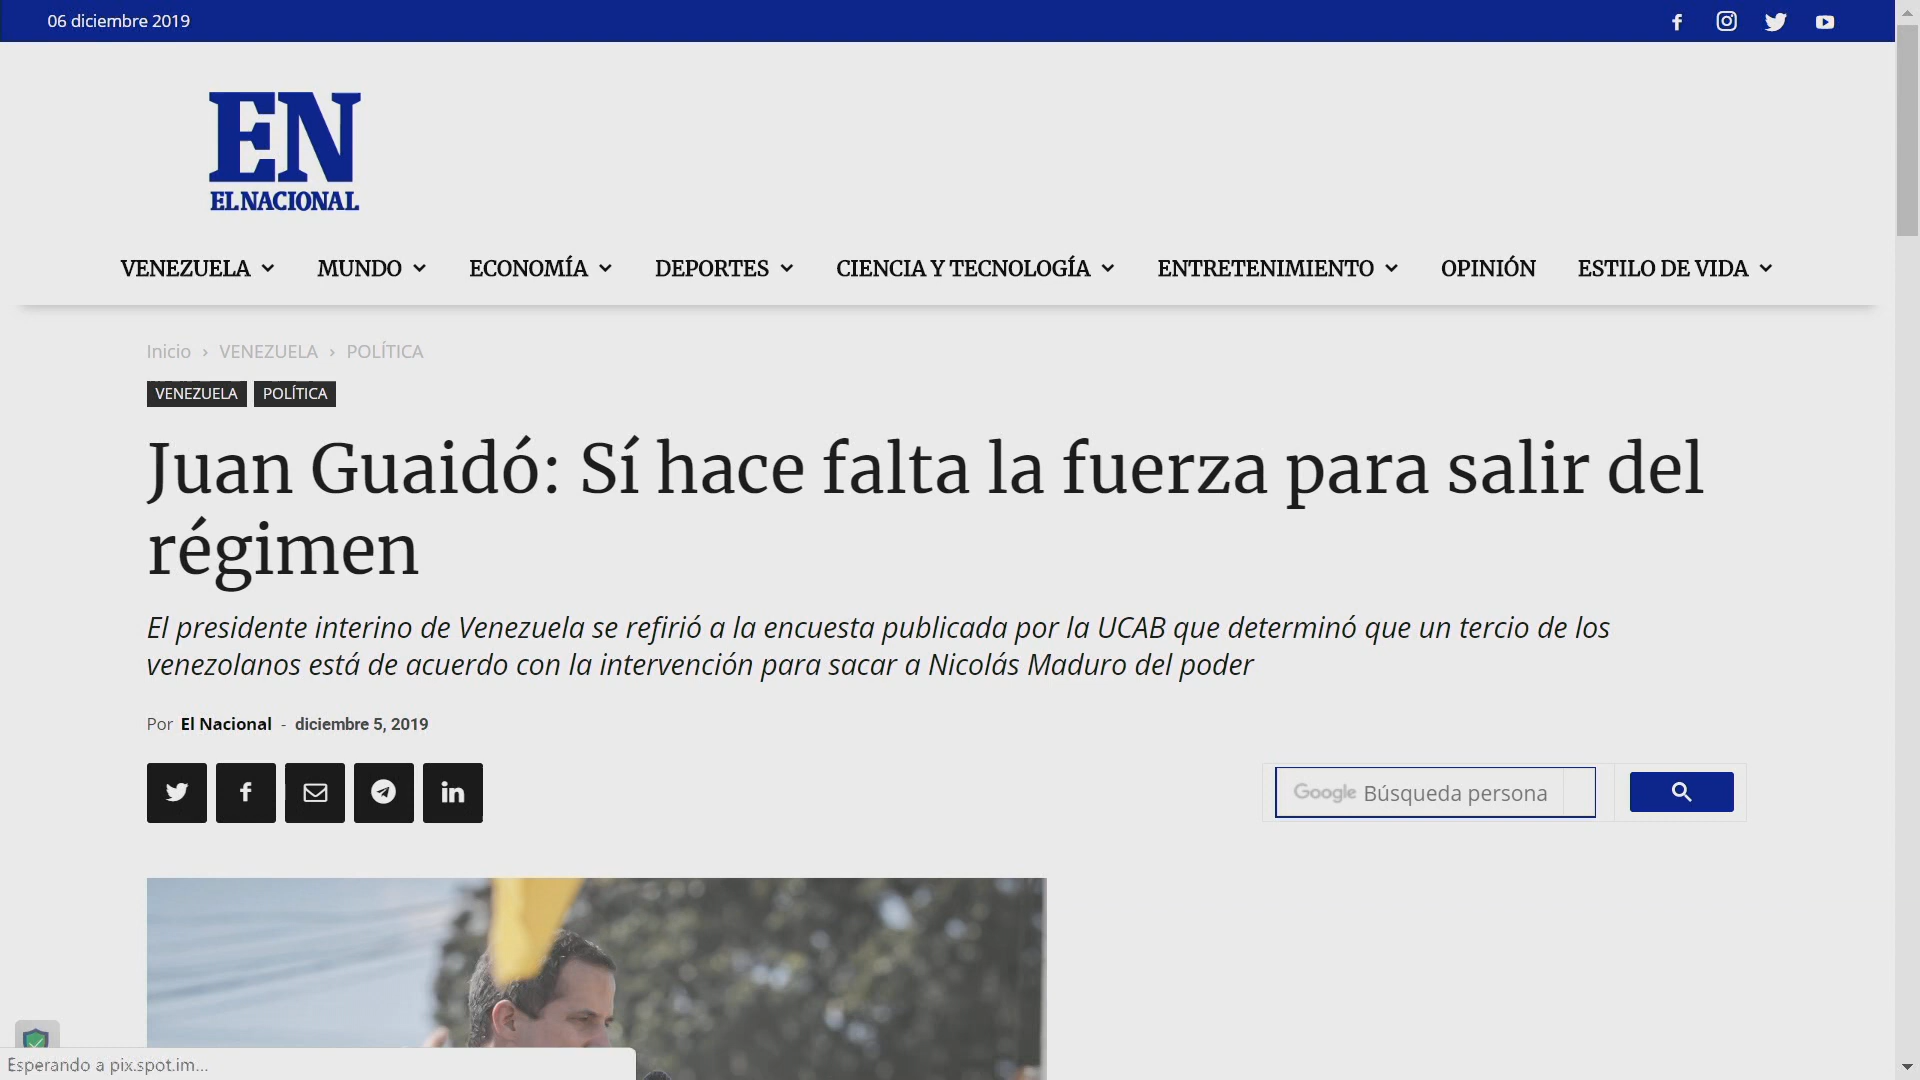 06 diciembre 2019
EN
EL NACIONAL
VENEZUELA MUNDO ECONOMÍA DEPORTES CIENCIA Y TECNOLOGÍA ENTRETENIMIENTO OPINIÓN ESTILO DE VIDA
Inicio › VENEZUELA › POLÍTICA
VENEZUELA POLÍTICA
Juan Guaidó: Sí hace falta la fuerza para salir del
régimen
El presidente interino de Venezuela se refirió a la encuesta publicada por la UCAB que determinó que un tercio de los
venezolanos está de acuerdo con la intervención para sacar a Nicolás Maduro del poder
Por El Nacional - diciembre 5, 2019
Google Búsqueda persona
Esperando a pix.spot.im...